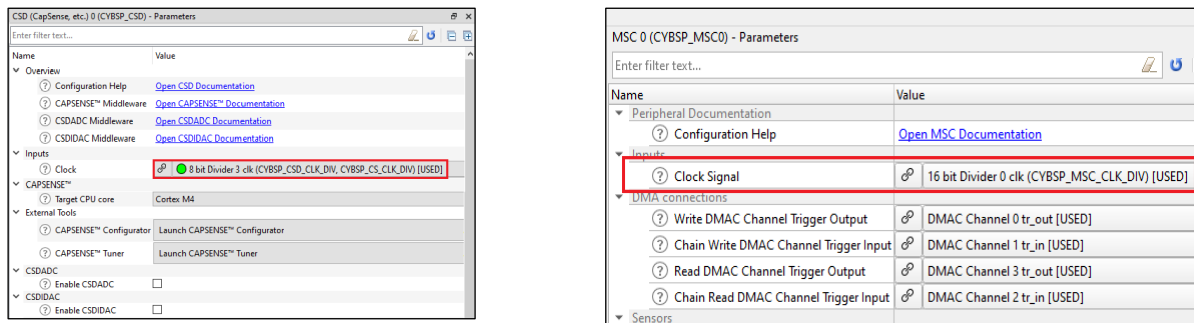 CSD (CapSense, etc.) 0 (CYBSP_CSD) - Parameters
Enter filter text...
Name Value
Overview
Configuration Help Open CSD Documentation
CAPSENSE™ Middleware Open CAPSENSE™ Documentation
CSDADC Middleware Open CSDADC Documentation
CSDIDAC Middleware Open CSDIDAC Documentation
Inputs
Clock 8 bit Divider 3 clk (CYBSP_CSD_CLK_DIV, CYBSP_CS_CLK_DIV) [USED]
CAPSENSE™
Target CPU core Cortex M4
External Tools
CAPSENSE™ Configurator Launch CAPSENSE™ Configurator
CAPSENSE™ Tuner Launch CAPSENSE™ Tuner
CSDADC
Enable CSDADC
CSDIDAC
Enable CSDIDAC
MSC 0 (CYBSP_MSC0) - Parameters
Enter filter text...
Name Value
Peripheral Documentation
Configuration Help Open MSC Documentation
Inputs
Clock Signal 16 bit Divider 0 clk (CYBSP_MSC_CLK_DIV) [USED]
DMA connections
Write DMAC Channel Trigger Output DMAC Channel 0 tr_out [USED]
Chain Write DMAC Channel Trigger Input DMAC Channel 1 tr_in [USED]
Read DMAC Channel Trigger Output DMAC Channel 3 tr_out [USED]
Chain Read DMAC Channel Trigger Input DMAC Channel 2 tr_in [USED]
Sensors